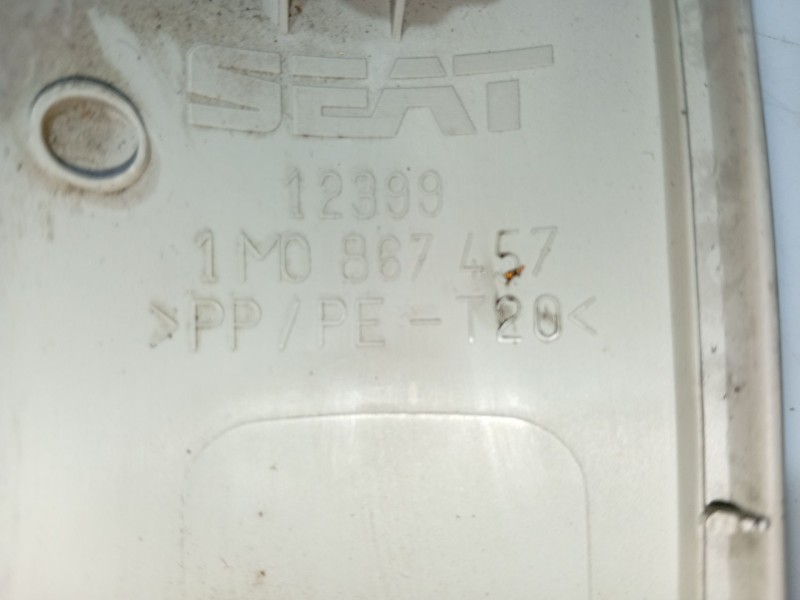 SEAT
12399
1M0 867 457
>PP/PE-T20<